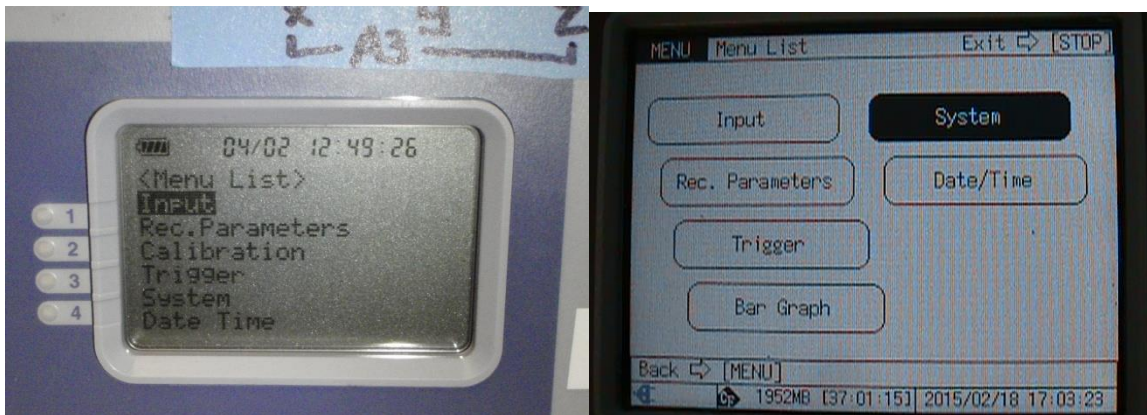 x y z
A3
04/02 12:49:26
<Menu List>
Input
Rec.Parameters
Calibration
Trigger
System
Date Time
1
2
3
4
MENU Menu List Exit ⇨ [STOP]
Input System
Rec. Parameters Date/Time
Trigger
Bar Graph
Back ⇨ [MENU]
CF 1952MB [37:01:15] 2015/02/18 17:03:23